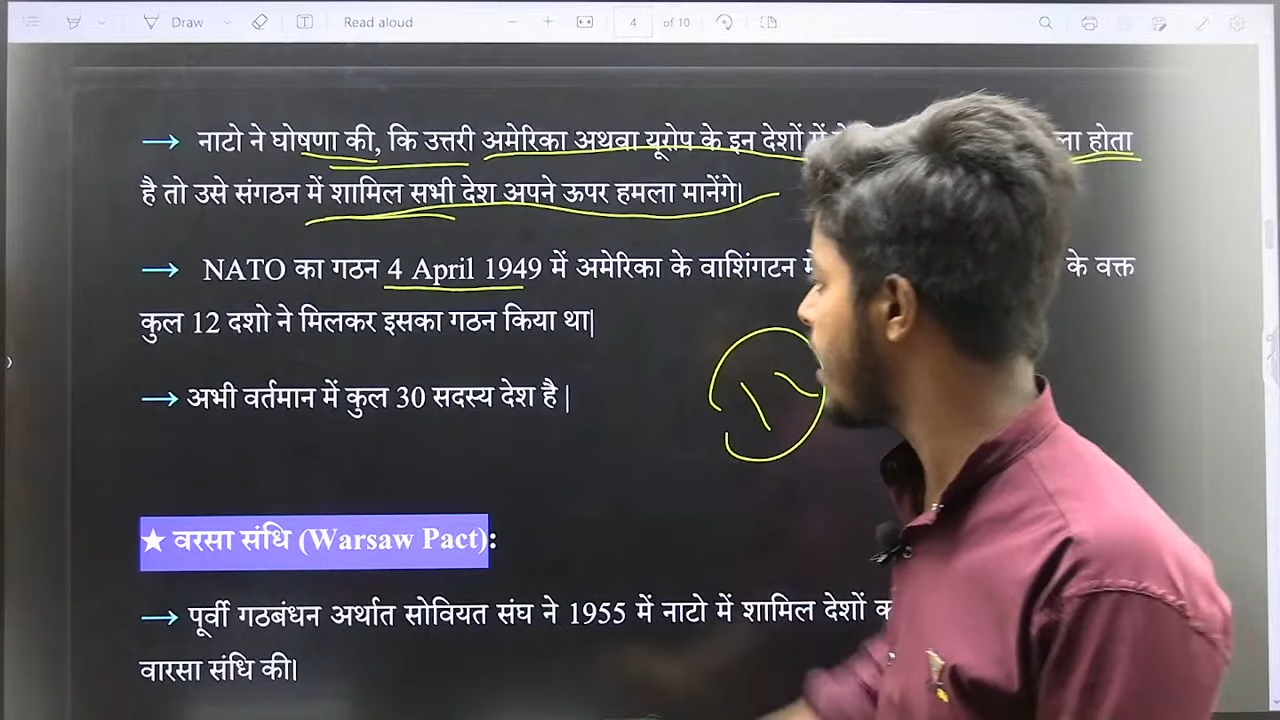 Draw Read aloud 4 of 10
→ नाटो ने घोषणा की, कि उत्तरी अमेरिका अथवा यूरोप के इन देशों में होता
है तो उसे संगठन में शामिल सभी देश अपने ऊपर हमला मानेंगे।
→ NATO का गठन 4 April 1949 में अमेरिका के वाशिंगटन के वक्त
कुल 12 दशो ने मिलकर इसका गठन किया था|
→ अभी वर्तमान में कुल 30 सदस्य देश है |
★ वरसा संधि (Warsaw Pact):
→ पूर्वी गठबंधन अर्थात सोवियत संघ ने 1955 में नाटो में शामिल देशों
वारसा संधि की।